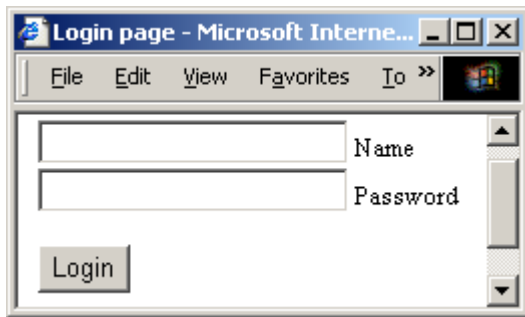 Login page - Microsoft Interne...
File Edit View Favorites To »
Name
Password
Login